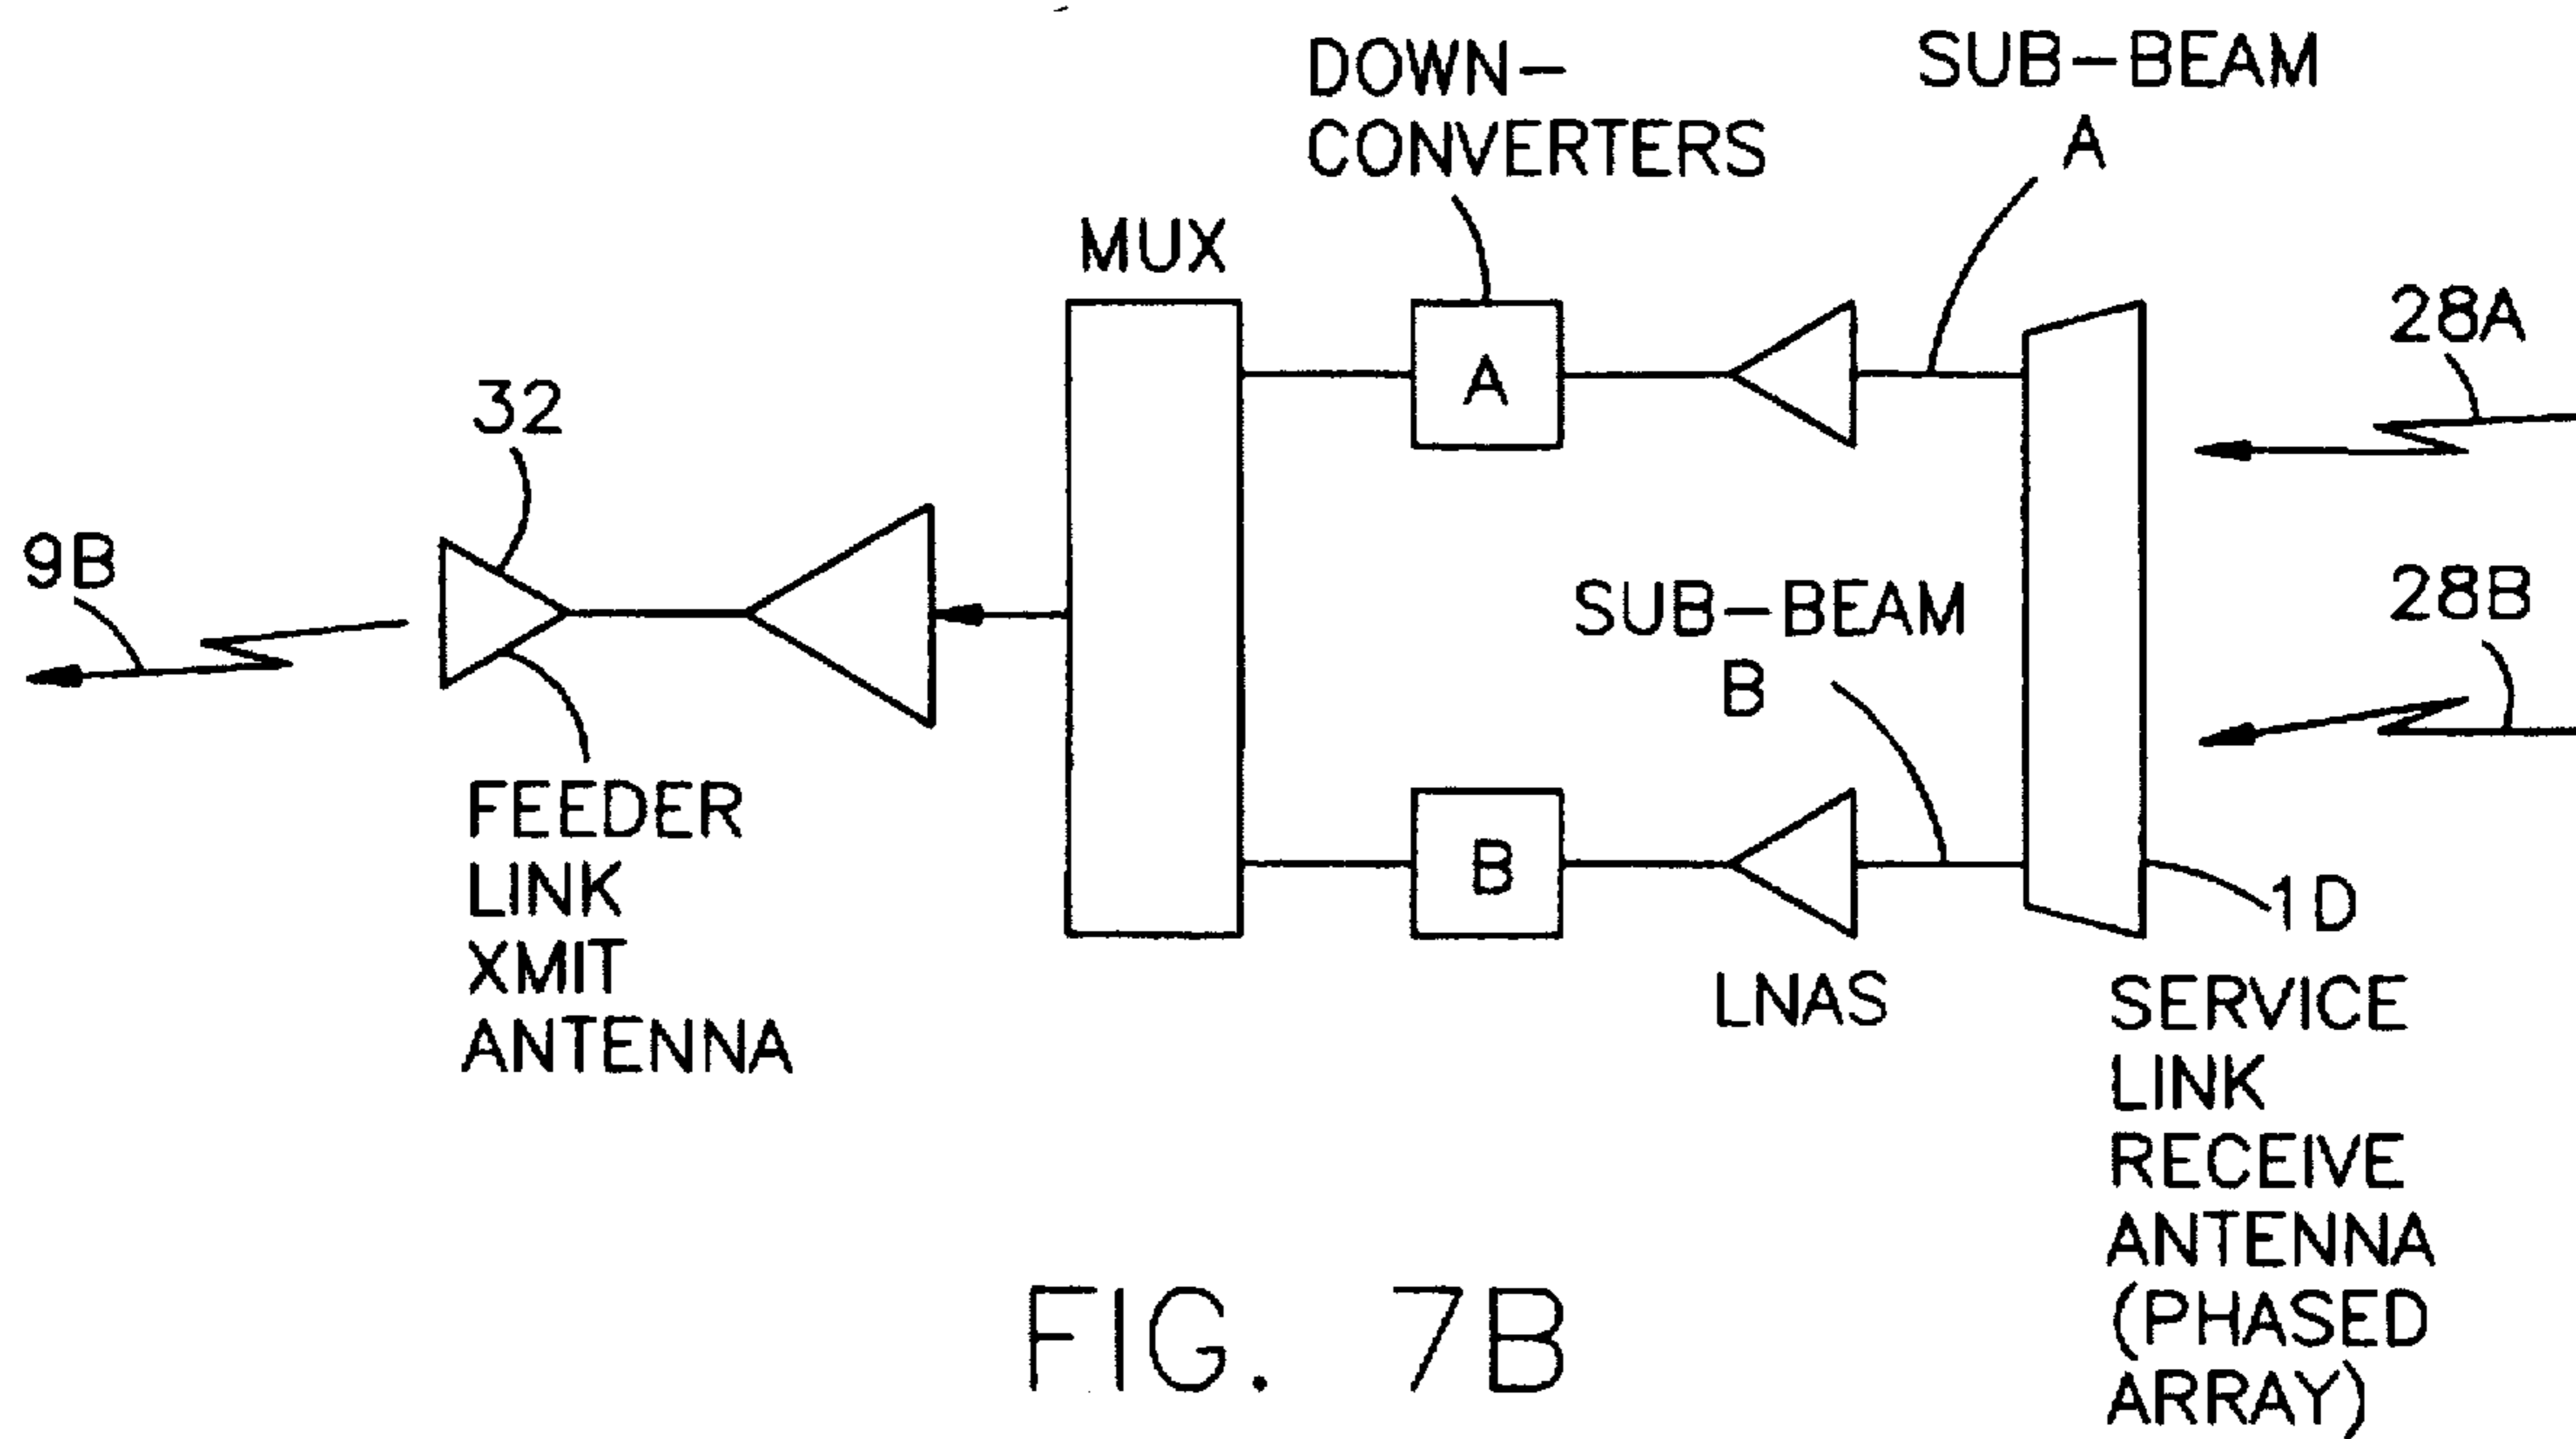 DOWN-
CONVERTERS
SUB-BEAM
A
MUX
28A
A
32
9B
28B
SUB-BEAM
B
FEEDER
LINK
XMIT
ANTENNA
B
1D
LNAS
SERVICE
LINK
RECEIVE
ANTENNA
(PHASED
ARRAY)
FIG. 7B